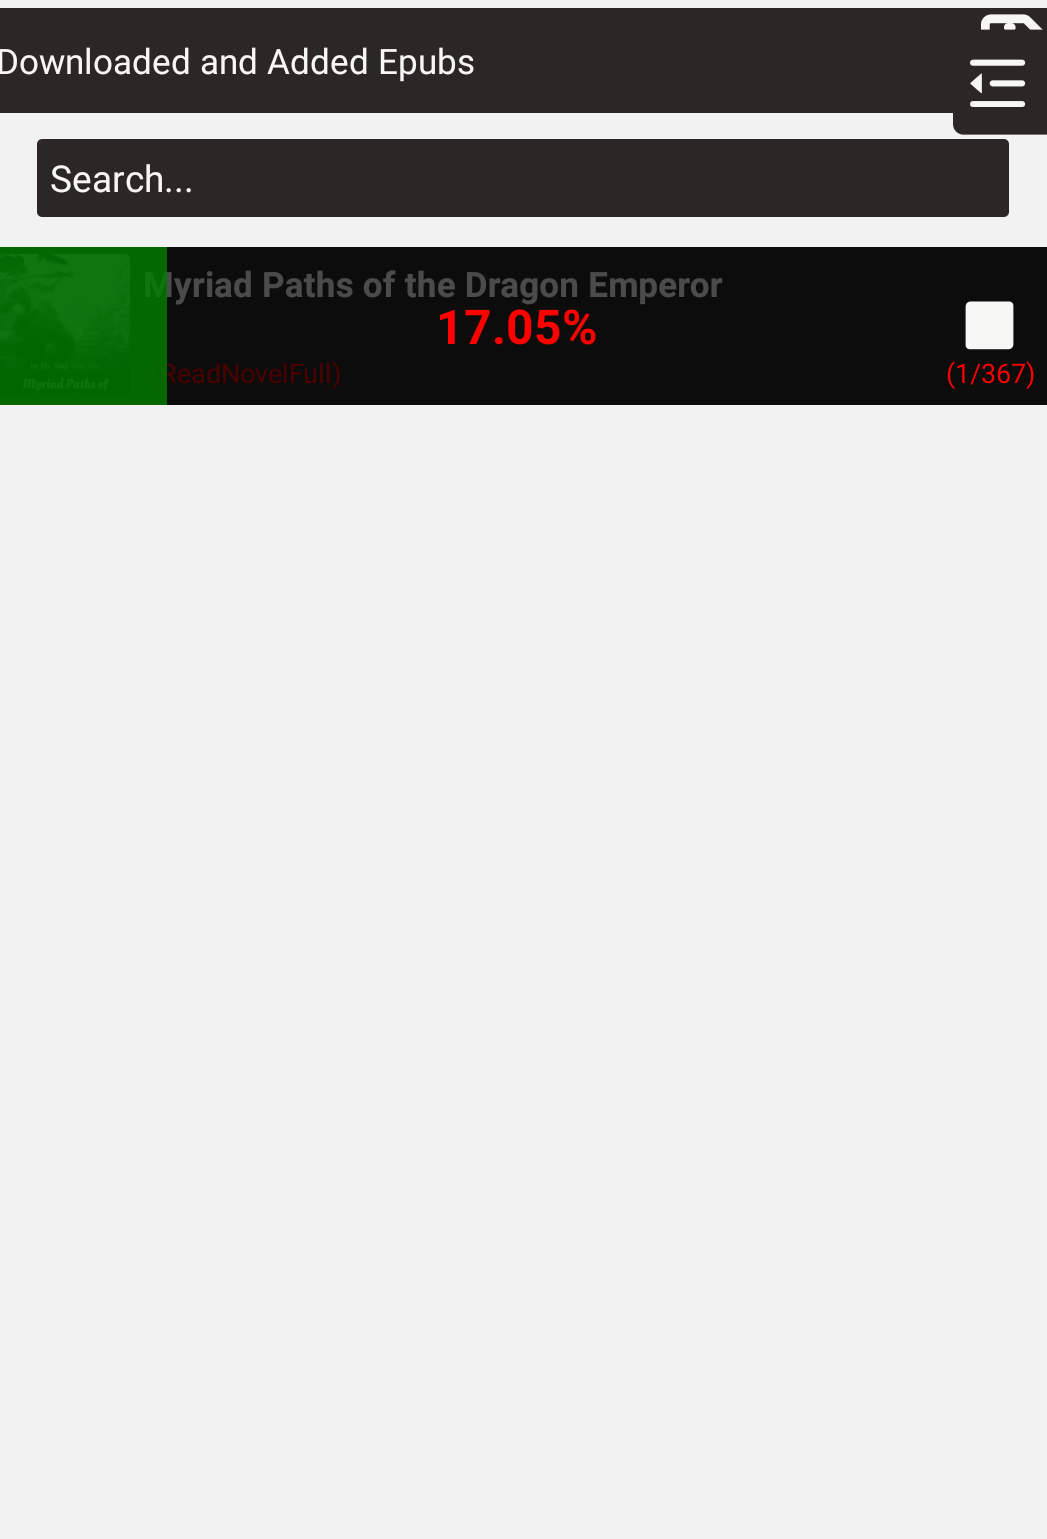 Downloaded and Added Epubs
Search...
Myriad Paths of the Dragon Emperor
17.05%
(ReadNovelFull)
(1/367)
Myriad Paths of